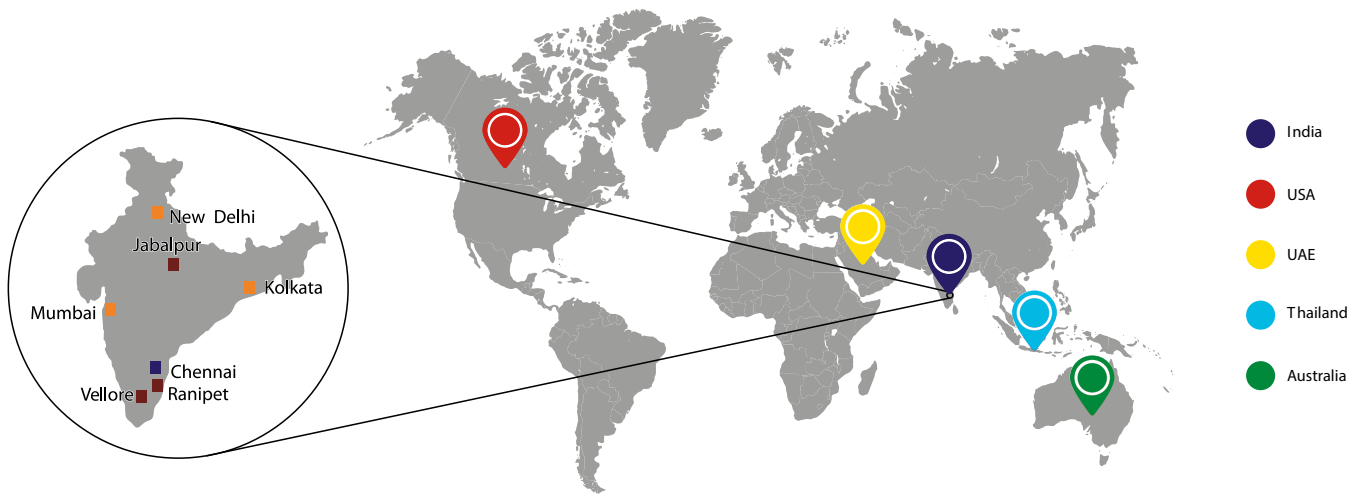 New Delhi
Jabalpur
Kolkata
Mumbai
Chennai
Ranipet
Vellore
India
USA
UAE
Thailand
Australia